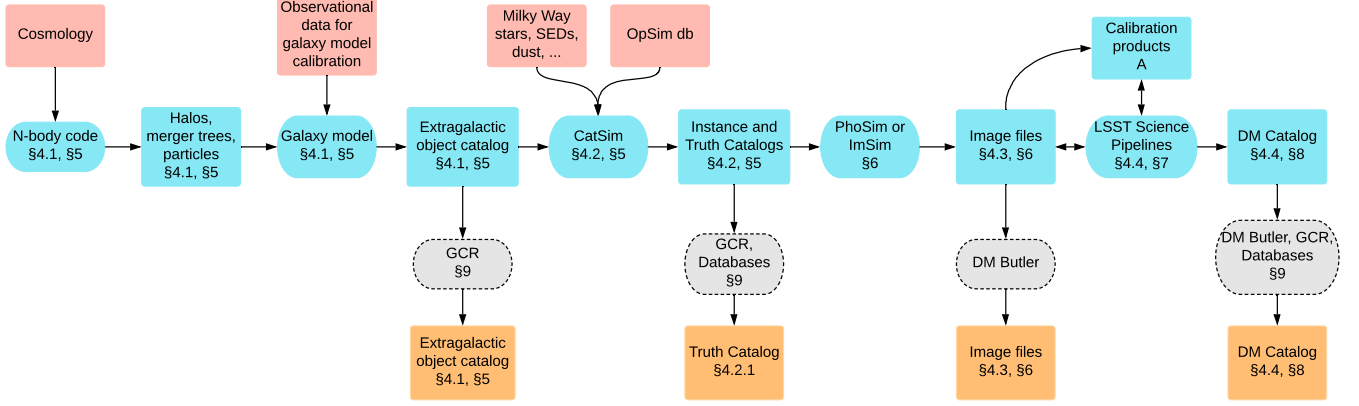 Cosmology
Observational
data for
galaxy model
calibration
Milky Way
stars, SEDs,
dust, ...
OpSim db
Calibration
products
A
N-body code
§4.1, §5
Halos,
merger trees,
particles
§4.1, §5
Galaxy model
§4.1, §5
Extragalactic
object catalog
§4.1, §5
CatSim
§4.2, §5
Instance and
Truth Catalogs
§4.2, §5
PhoSim or
ImSim
§6
Image files
§4.3, §6
LSST Science
Pipelines
§4.4, §7
DM Catalog
§4.4, §8
GCR
§9
GCR,
Databases
§9
DM Butler
DM Butler, GCR,
Databases
§9
Extragalactic
object catalog
§4.1, §5
Truth Catalog
§4.2.1
Image files
§4.3, §6
DM Catalog
§4.4, §8